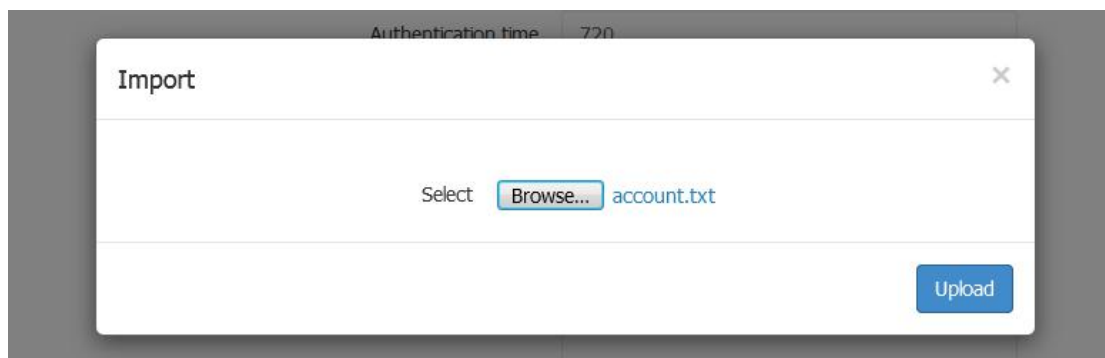 Authentication time 720
Import ×
Select Browse... account.txt
Upload